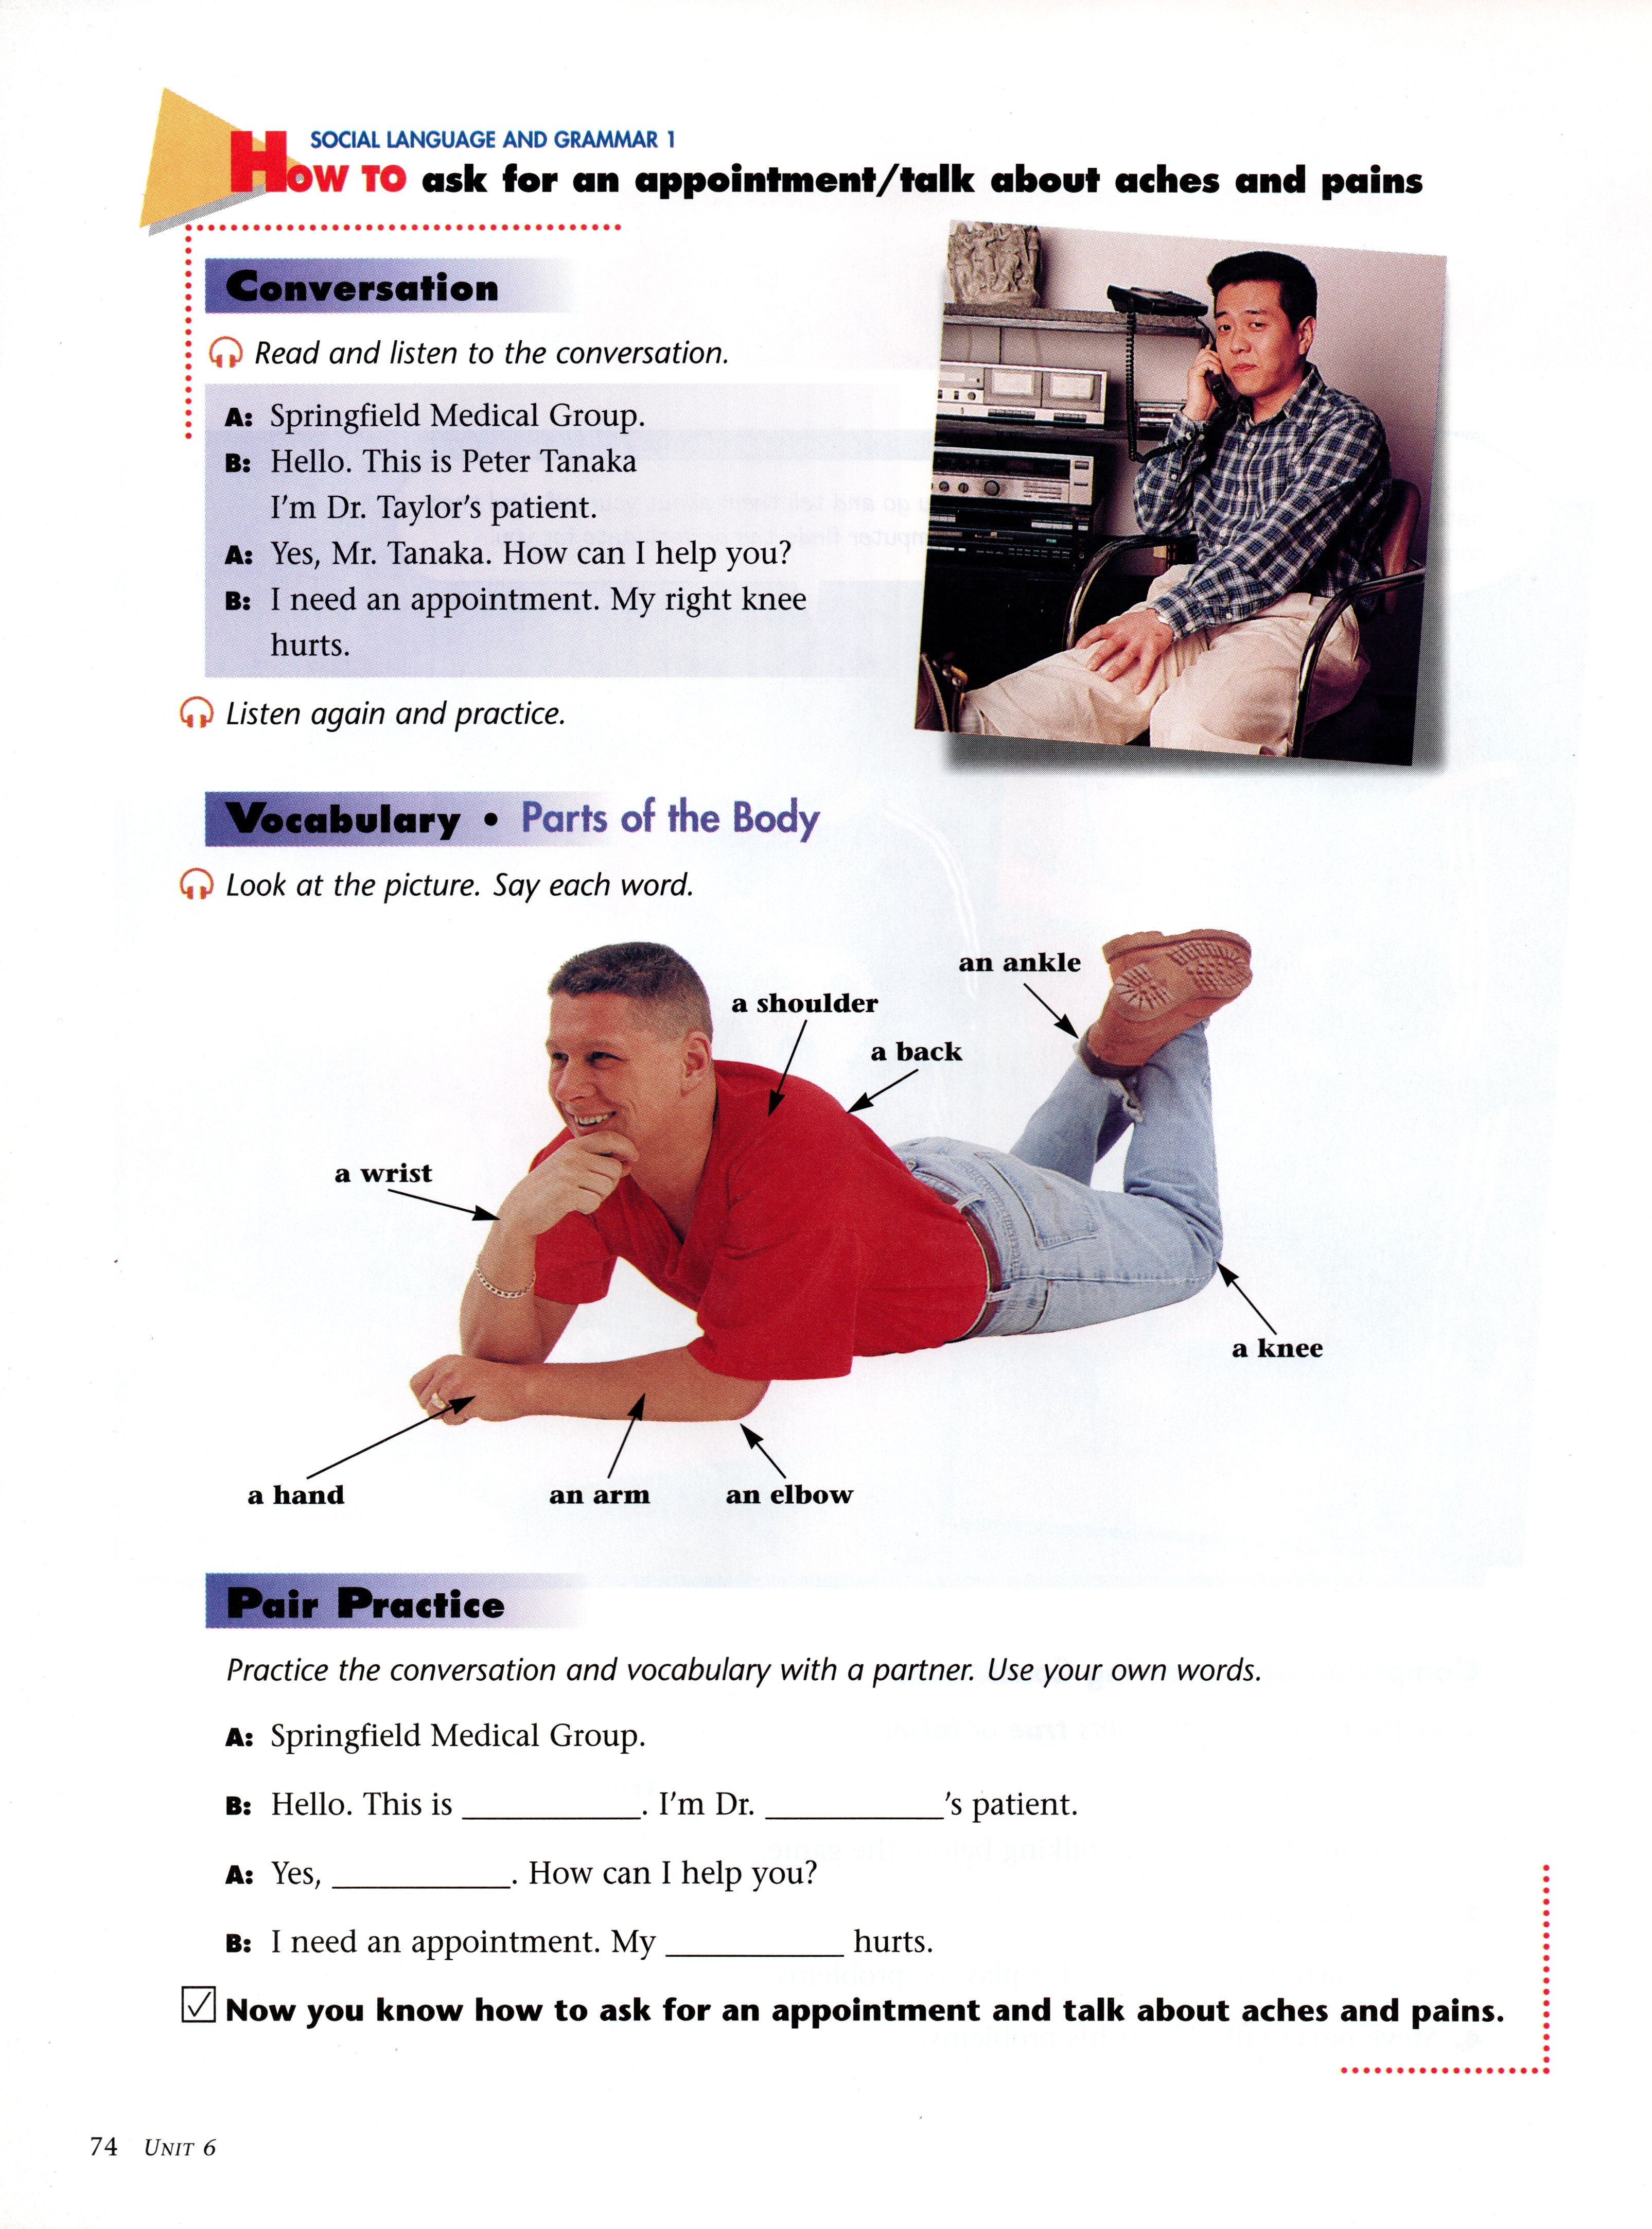 SOCIAL LANGUAGE AND GRAMMAR 1
HOW TO ask for an appointment/talk about aches and pains
Conversation
Read and listen to the conversation.
A: Springfield Medical Group.
B: Hello. This is Peter Tanaka
I'm Dr. Taylor's patient.
A: Yes, Mr. Tanaka. How can I help you?
B: I need an appointment. My right knee
hurts.
Listen again and practice.
Vocabulary • Parts of the Body
Look at the picture. Say each word.
an ankle
a shoulder
a back
a wrist
a knee
a hand
an arm
an elbow
Pair Practice
Practice the conversation and vocabulary with a partner. Use your own words.
A: Springfield Medical Group.
B: Hello. This is ____________. I'm Dr. ____________'s patient.
A: Yes, ____________. How can I help you?
B: I need an appointment. My ____________ hurts.
Now you know how to ask for an appointment and talk about aches and pains.
74 UNIT 6